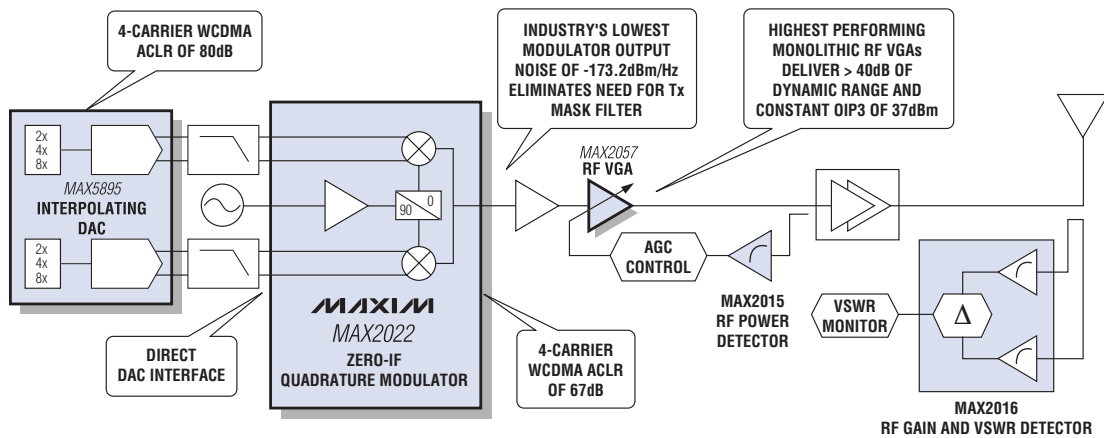 4-CARRIER WCDMA
ACLR OF 80dB
INDUSTRY'S LOWEST
MODULATOR OUTPUT
NOISE OF -173.2dBm/Hz
ELIMINATES NEED FOR Tx
MASK FILTER
HIGHEST PERFORMING
MONOLITHIC RF VGAs
DELIVER > 40dB OF
DYNAMIC RANGE AND
CONSTANT OIP3 OF 37dBm
2x
4x
8x
MAX5895
INTERPOLATING
DAC
2x
4x
8x
90
0
MAX2057
RF VGA
AGC
CONTROL
MAX2015
RF POWER
DETECTOR
VSWR
MONITOR
Δ
MAX2016
RF GAIN AND VSWR DETECTOR
MAXIM
MAX2022
ZERO-IF
QUADRATURE MODULATOR
DIRECT
DAC INTERFACE
4-CARRIER
WCDMA ACLR
OF 67dB